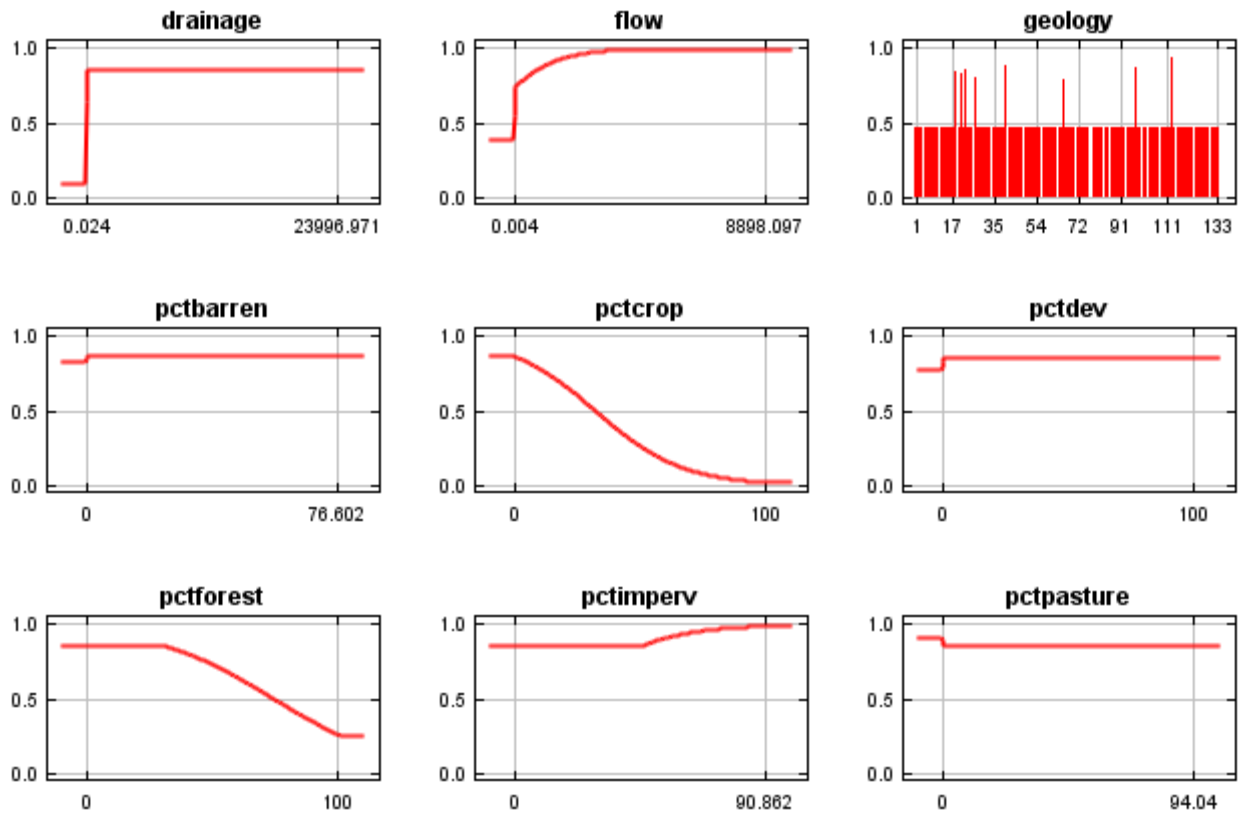 drainage flow geology
1.0 1.0 1.0
0.5 0.5 0.5
0.0 0.0 0.0
0.024 23996.971 0.004 8898.097 1 17 35 54 72 91 111 133
pctbarren pctcrop pctdev
1.0 1.0 1.0
0.5 0.5 0.5
0.0 0.0 0.0
0 76.602 0 100 0 100
pctforest pctimperv pctpasture
1.0 1.0 1.0
0.5 0.5 0.5
0.0 0.0 0.0
0 100 0 90.862 0 94.04